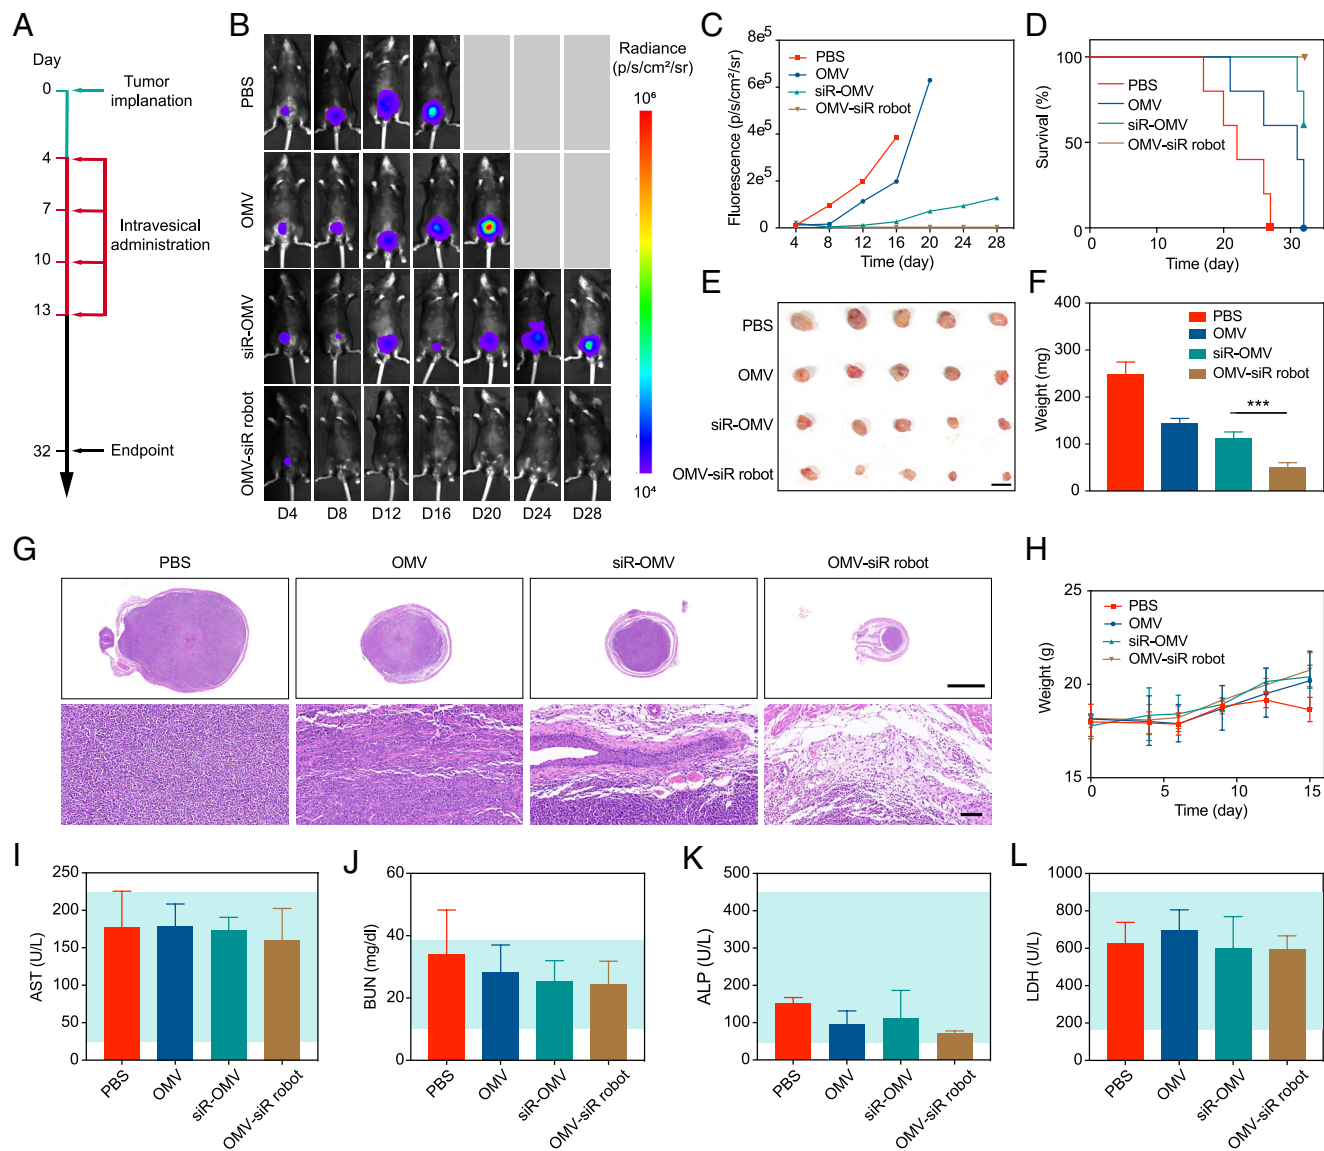 A
Day
0
Tumor
implanation
4
7
Intravesical
administration
10
13
32
Endpoint
B
PBS
OMV
siR-OMV
OMV-siR robot
D4 D8 D12 D16 D20 D24 D28
Radiance
(p/s/cm²/sr)
10⁶
10⁴
C
Fluorescence (p/s/cm²/sr)
8e⁵
6e⁵
4e⁵
2e⁵
0
PBS
OMV
siR-OMV
OMV-siR robot
4 8 12 16 20 24 28
Time (day)
D
Survival (%)
100
50
0
PBS
OMV
siR-OMV
OMV-siR robot
0 10 20 30
Time (day)
E
PBS
OMV
siR-OMV
OMV-siR robot
F
Weight (mg)
400
300
200
100
0
PBS
OMV
siR-OMV
OMV-siR robot
***
G
PBS OMV siR-OMV OMV-siR robot
H
Weight (g)
25
20
15
PBS
OMV
siR-OMV
OMV-siR robot
0 5 10 15
Time (day)
I
AST (U/L)
250
200
150
100
50
0
PBS OMV siR-OMV OMV-siR robot
J
BUN (mg/dl)
60
40
20
0
PBS OMV siR-OMV OMV-siR robot
K
ALP (U/L)
500
400
300
200
100
0
PBS OMV siR-OMV OMV-siR robot
L
LDH (U/L)
1000
800
600
400
200
0
PBS OMV siR-OMV OMV-siR robot